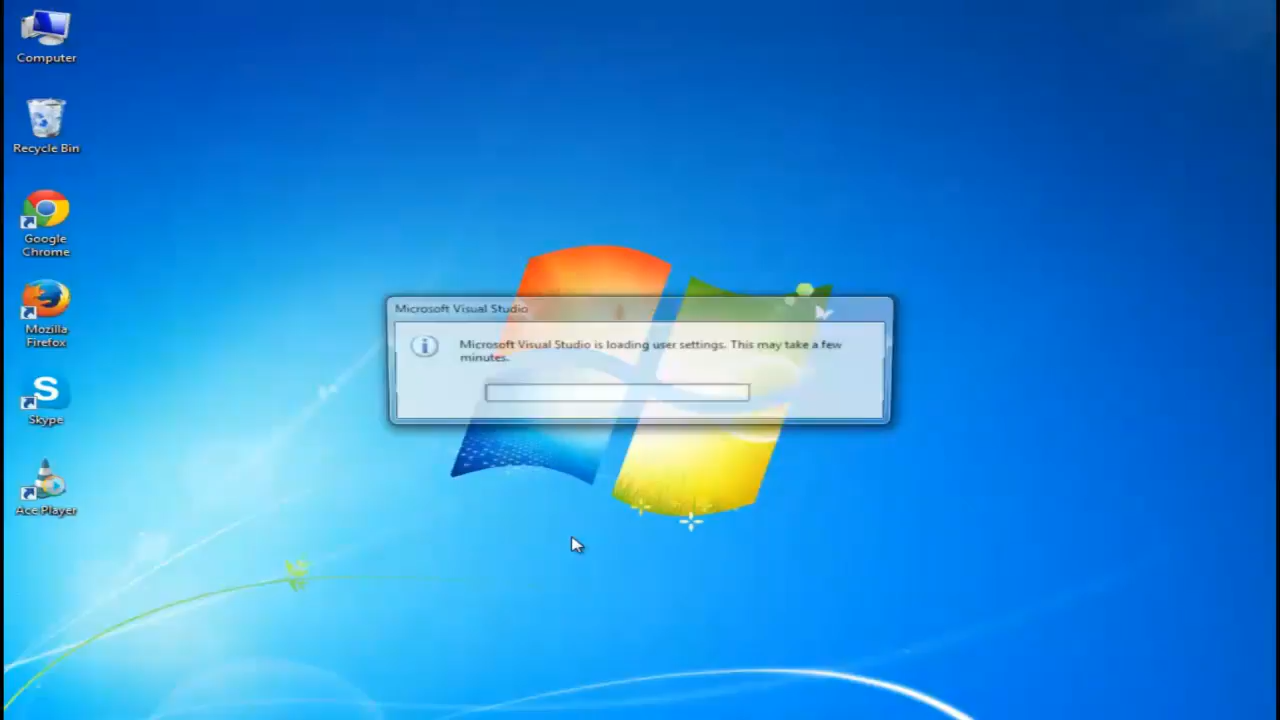 Computer
Recycle Bin
Google
Chrome
Mozilla
Firefox
S
Skype
Ace Player
Microsoft Visual Studio
Microsoft Visual Studio is loading user settings. This may take a few
minutes.